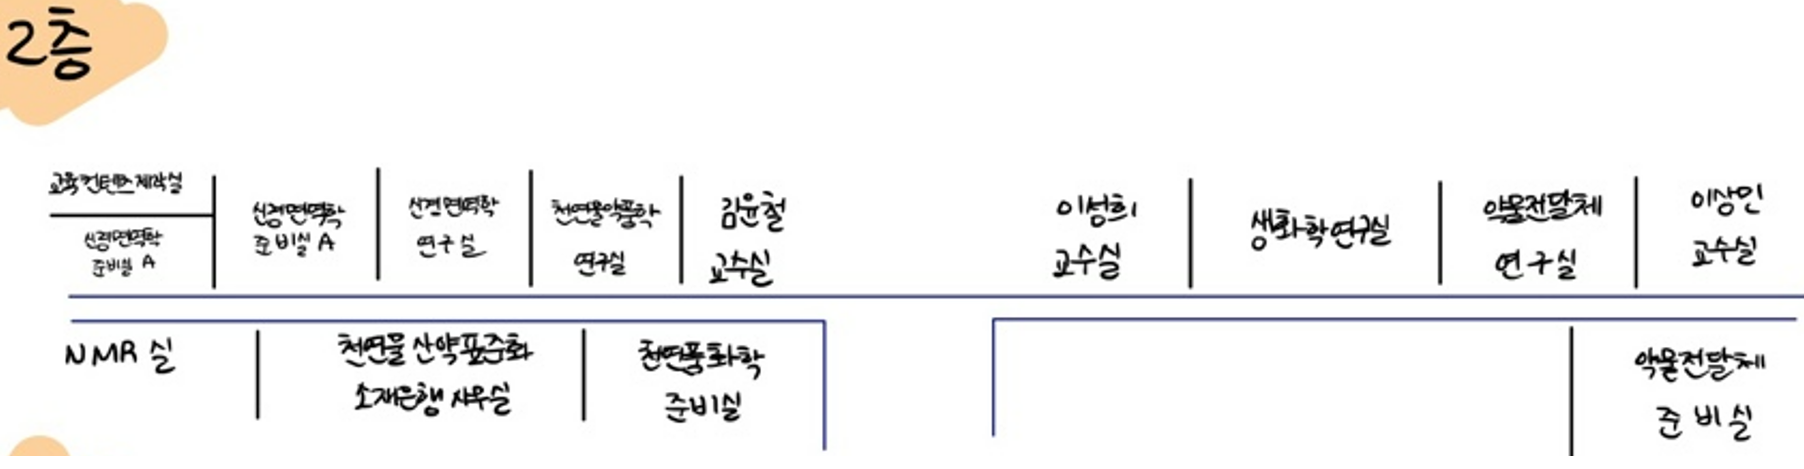 2층
교육컨텐츠제작실
신경면역학
준비실 A
신경면역학
준비실 A
신경면역학
연구실
천연물약품학
연구실
김윤철
교수실
이성희
교수실
생화학연구실
약물전달체
연구실
이상민
교수실
NMR 실
천연물 신약표준화
소재은행 사무실
천연품화학
준비실
약물전달체
준비실